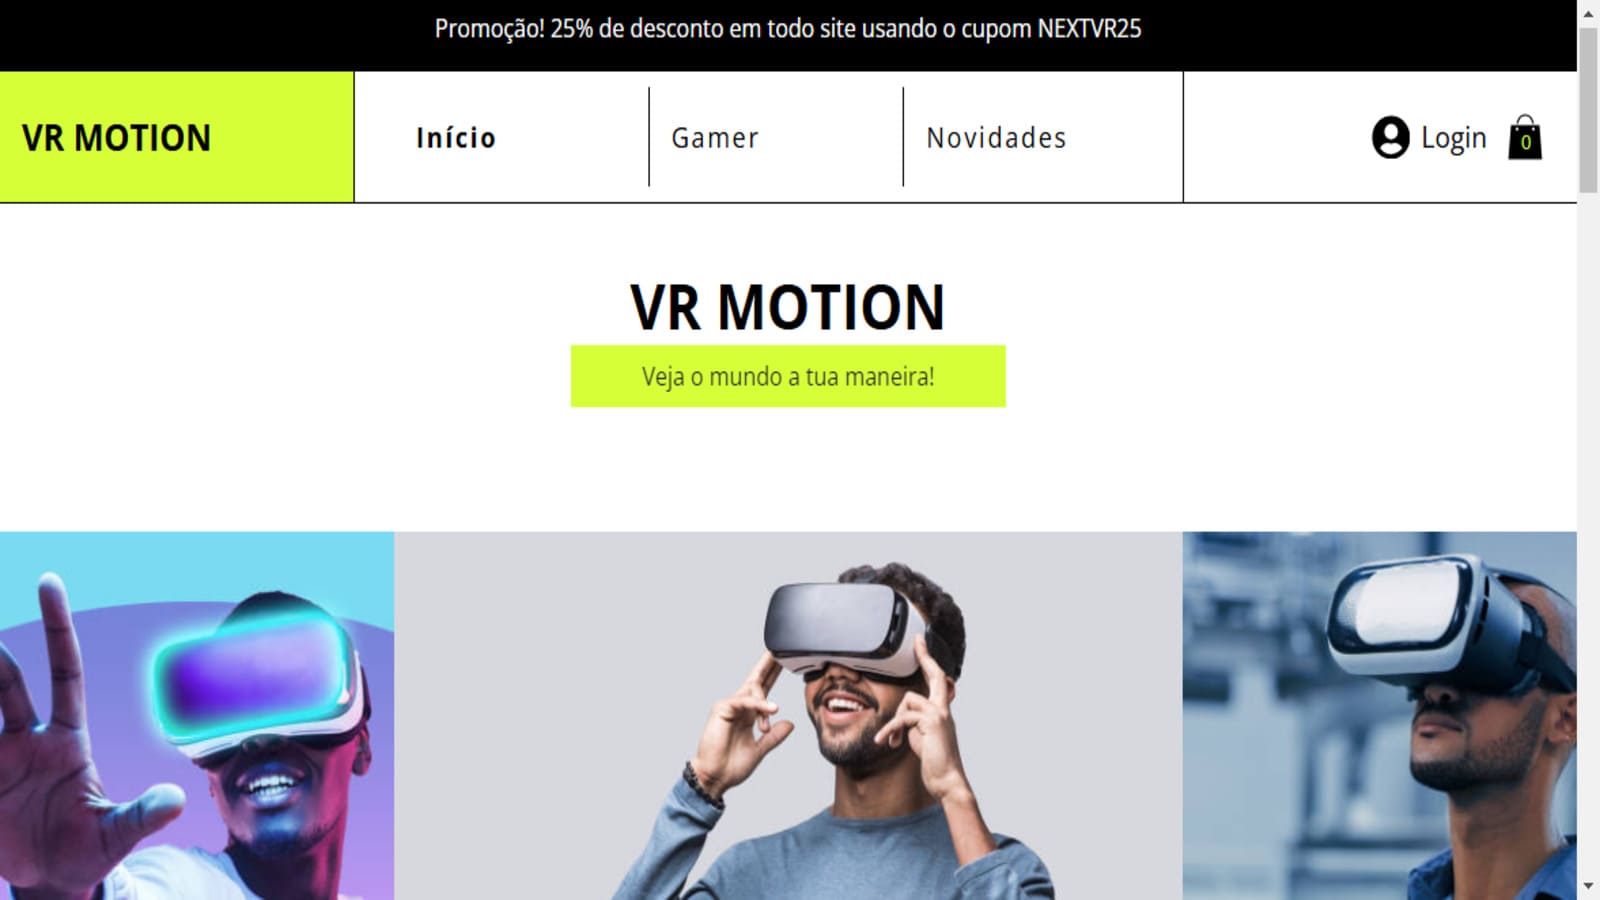 Promoção! 25% de desconto em todo site usando o cupom NEXTVR25
VR MOTION
Início
Gamer
Novidades
Login
0
VR MOTION
Veja o mundo a tua maneira!